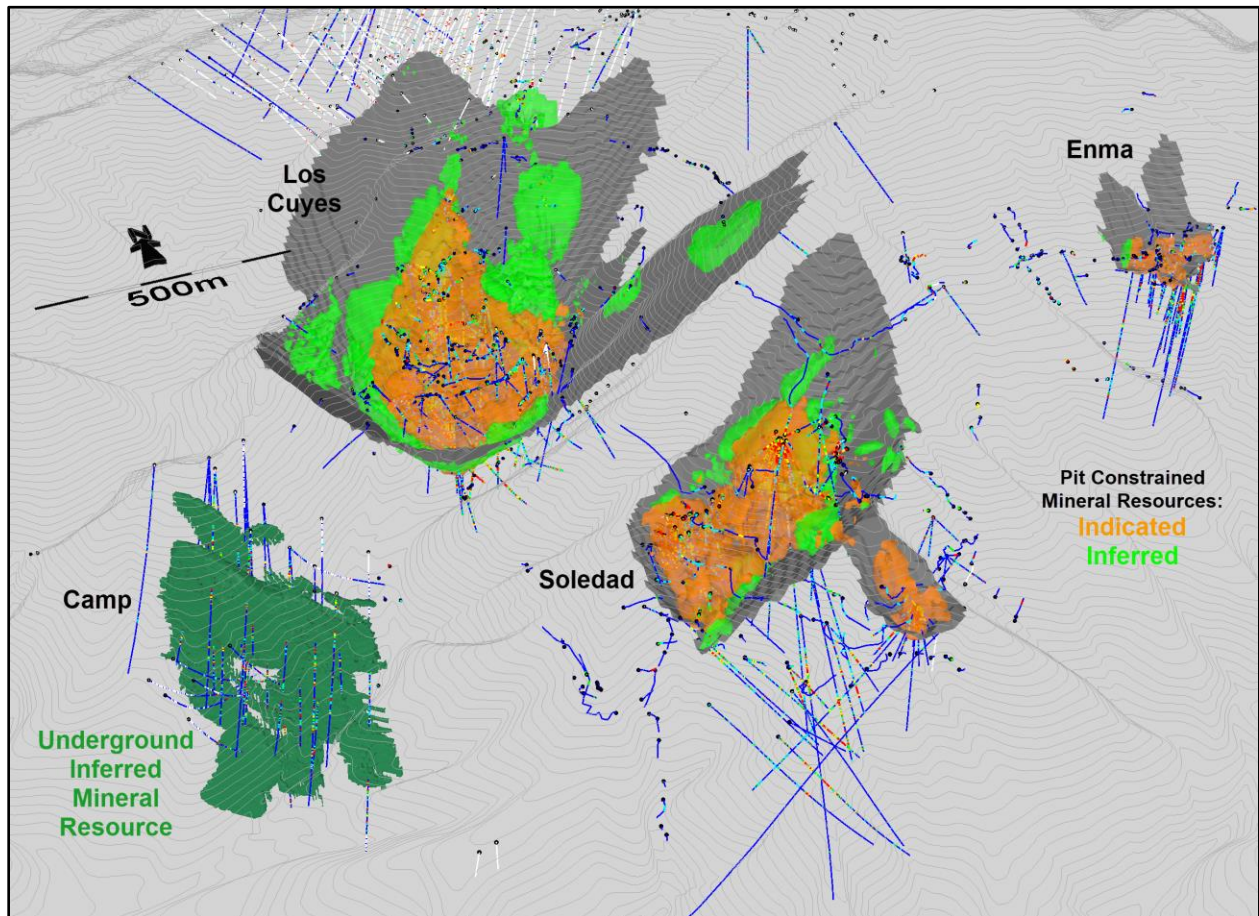 Los
Cuyes
Enma
N
500m
Pit Constrained
Mineral Resources:
Indicated
Inferred
Soledad
Camp
Underground
Inferred
Mineral
Resource